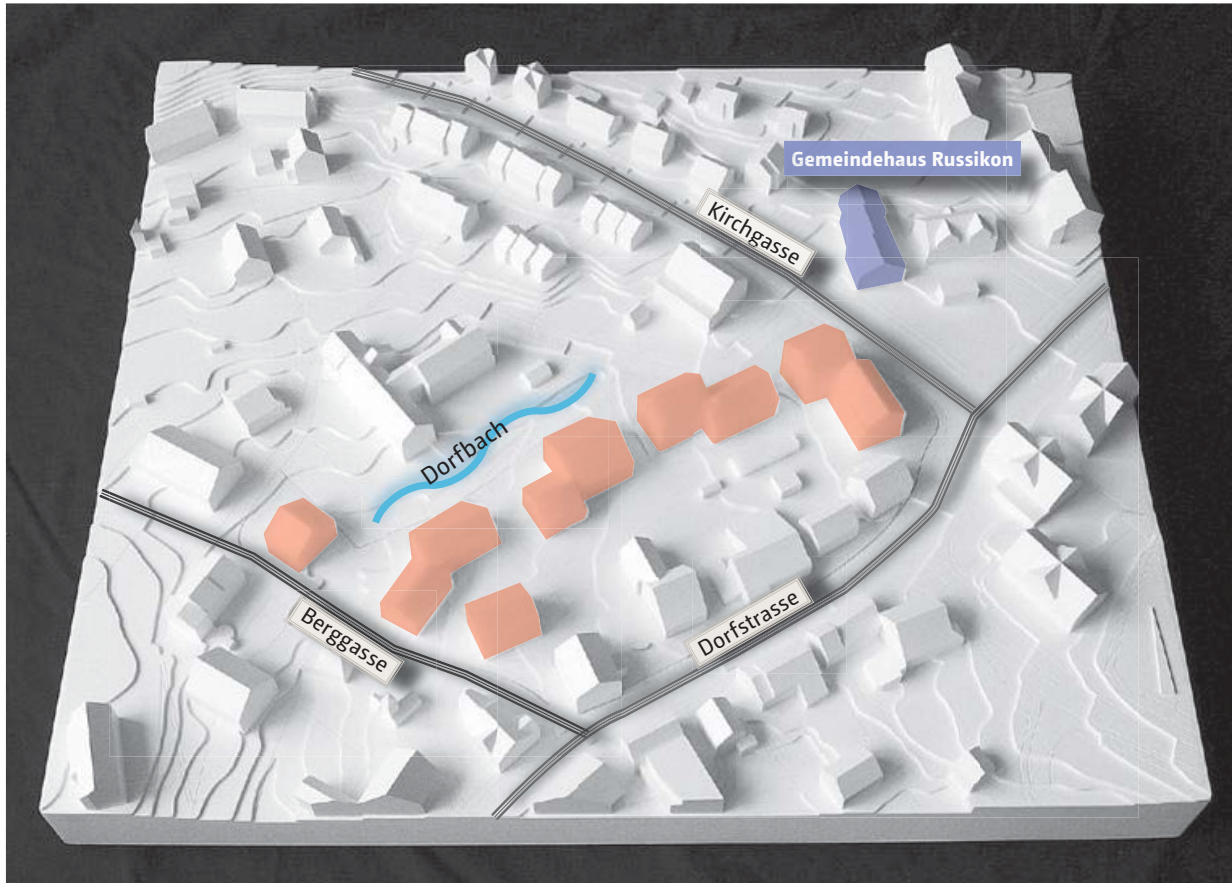 Gemeindehaus Russikon
Kirchgasse
Dorfbach
Berggasse
Dorfstrasse